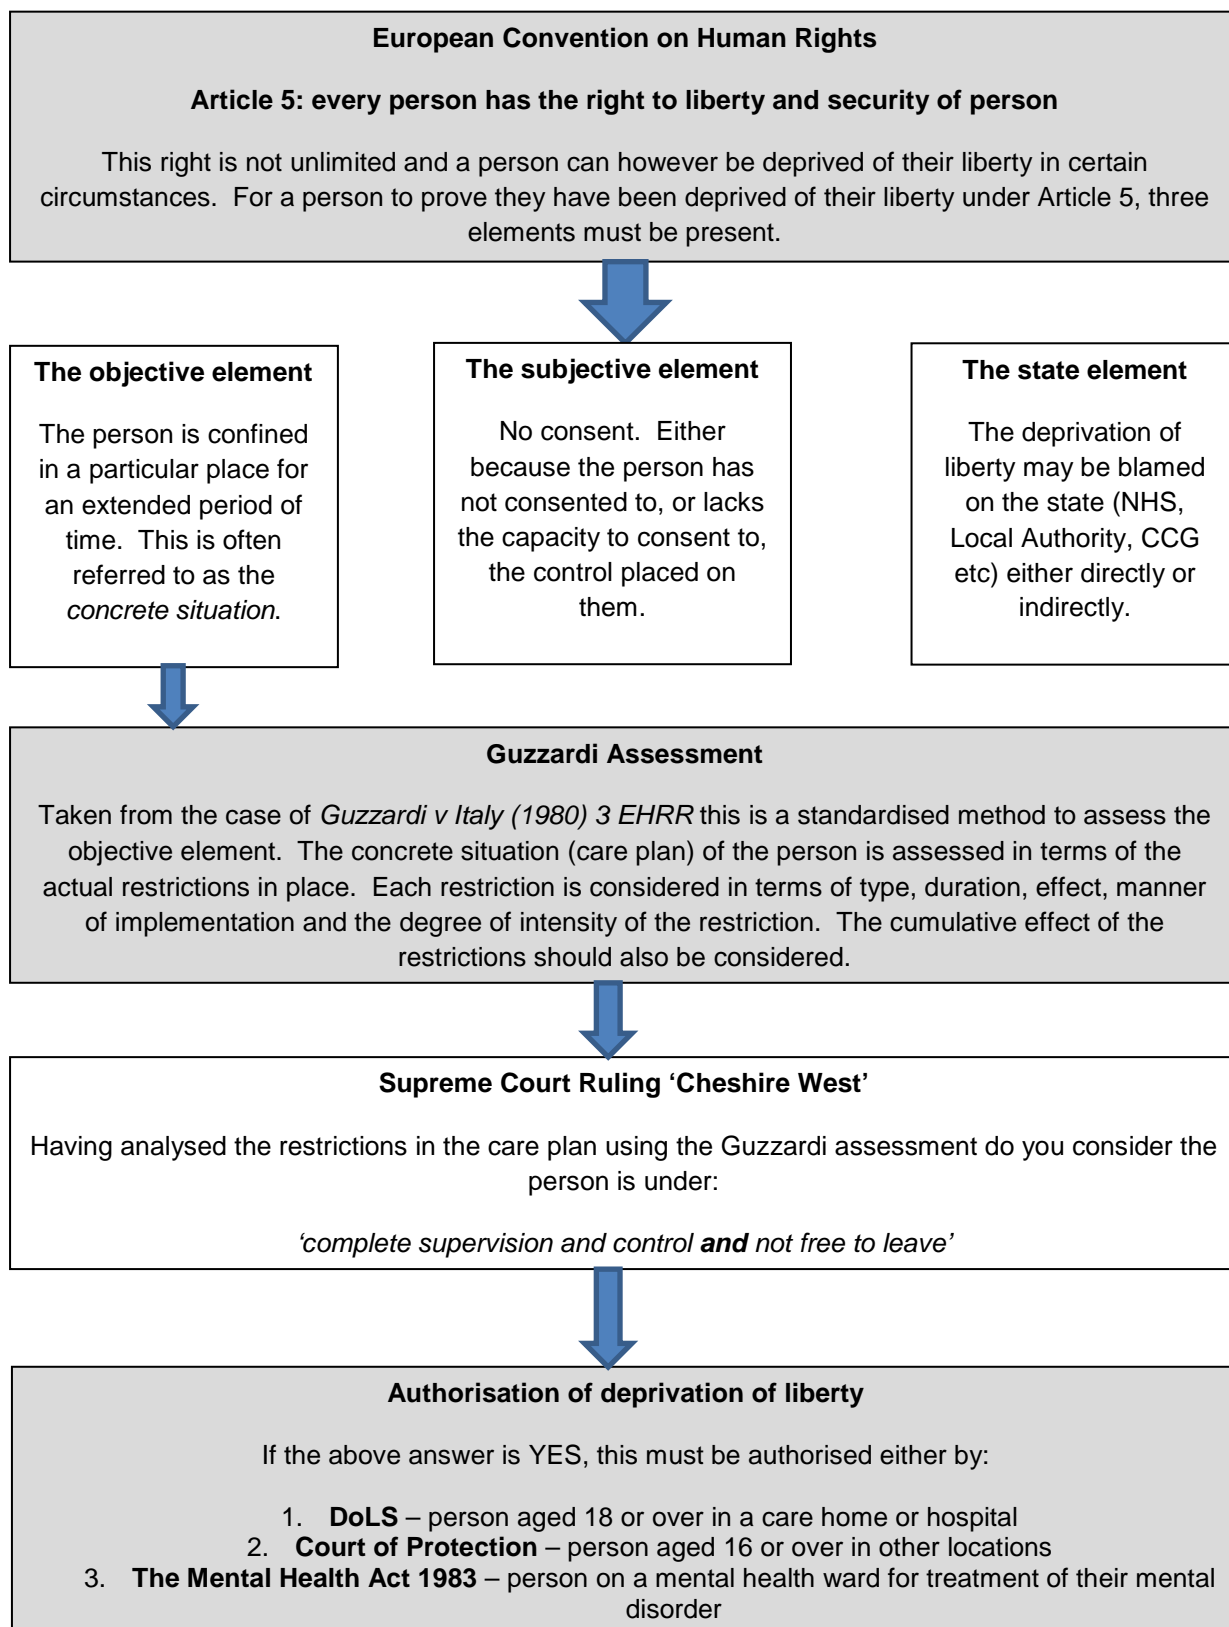 European Convention on Human Rights
Article 5: every person has the right to liberty and security of person
This right is not unlimited and a person can however be deprived of their liberty in certain
circumstances.  For a person to prove they have been deprived of their liberty under Article 5, three
elements must be present.
The objective element
The person is confined
in a particular place for
an extended period of
time.  This is often
referred to as the
concrete situation.
The subjective element
No consent.  Either
because the person has
not consented to, or lacks
the capacity to consent to,
the control placed on
them.
The state element
The deprivation of
liberty may be blamed
on the state (NHS,
Local Authority, CCG
etc) either directly or
indirectly.
Guzzardi Assessment
Taken from the case of Guzzardi v Italy (1980) 3 EHRR this is a standardised method to assess the
objective element.  The concrete situation (care plan) of the person is assessed in terms of the
actual restrictions in place.  Each restriction is considered in terms of type, duration, effect, manner
of implementation and the degree of intensity of the restriction.  The cumulative effect of the
restrictions should also be considered.
Supreme Court Ruling ‘Cheshire West’
Having analysed the restrictions in the care plan using the Guzzardi assessment do you consider the
person is under:
‘complete supervision and control and not free to leave’
Authorisation of deprivation of liberty
If the above answer is YES, this must be authorised either by:
1. DoLS – person aged 18 or over in a care home or hospital
2. Court of Protection – person aged 16 or over in other locations
3. The Mental Health Act 1983 – person on a mental health ward for treatment of their mental
disorder